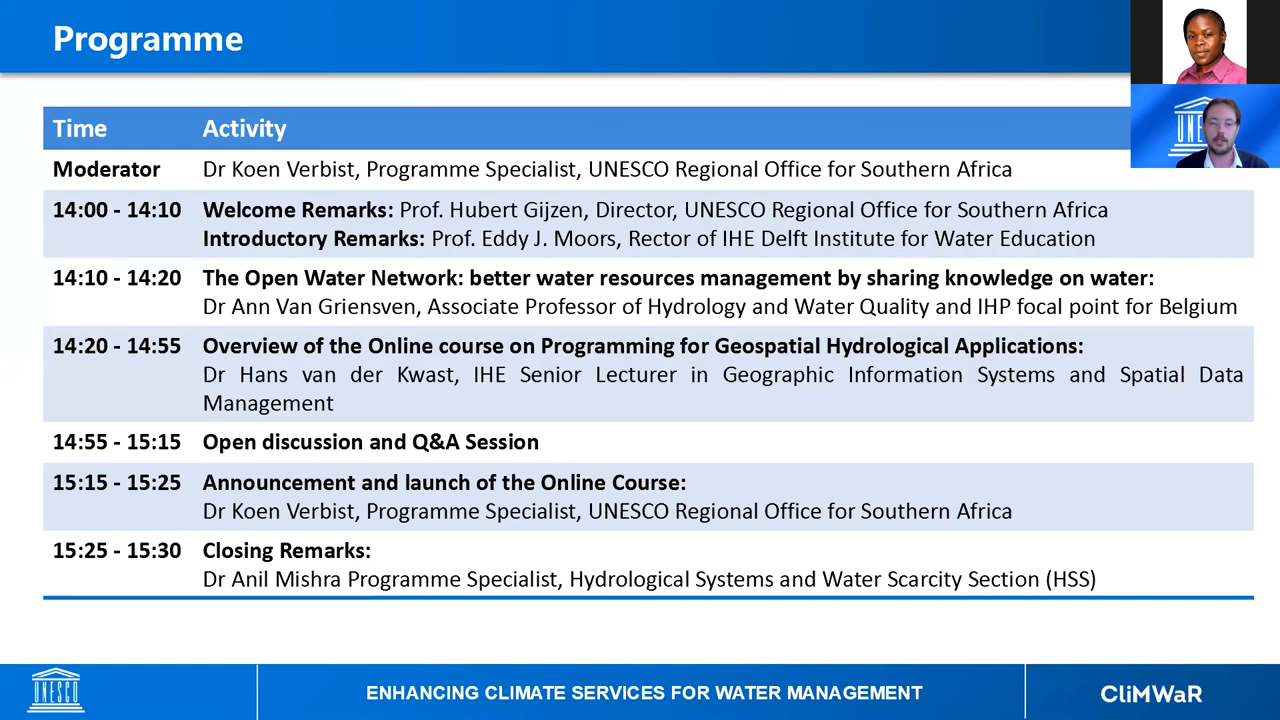 Programme
Time Activity
Moderator Dr Koen Verbist, Programme Specialist, UNESCO Regional Office for Southern Africa
14:00 - 14:10 Welcome Remarks: Prof. Hubert Gijzen, Director, UNESCO Regional Office for Southern Africa
Introductory Remarks: Prof. Eddy J. Moors, Rector of IHE Delft Institute for Water Education
14:10 - 14:20 The Open Water Network: better water resources management by sharing knowledge on water:
Dr Ann Van Griensven, Associate Professor of Hydrology and Water Quality and IHP focal point for Belgium
14:20 - 14:55 Overview of the Online course on Programming for Geospatial Hydrological Applications:
Dr Hans van der Kwast, IHE Senior Lecturer in Geographic Information Systems and Spatial Data
Management
14:55 - 15:15 Open discussion and Q&A Session
15:15 - 15:25 Announcement and launch of the Online Course:
Dr Koen Verbist, Programme Specialist, UNESCO Regional Office for Southern Africa
15:25 - 15:30 Closing Remarks:
Dr Anil Mishra Programme Specialist, Hydrological Systems and Water Scarcity Section (HSS)
UNESCO
ENHANCING CLIMATE SERVICES FOR WATER MANAGEMENT
CliMWaR